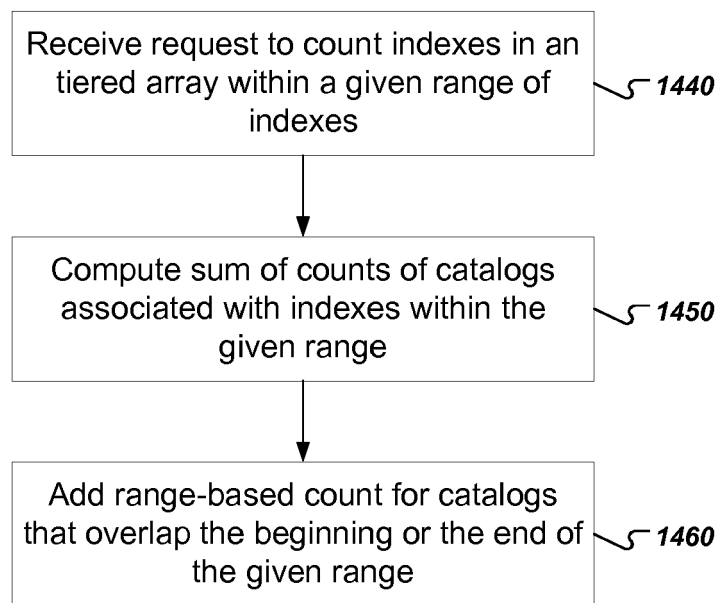 Receive request to count indexes in an
tiered array within a given range of
indexes
1440
Compute sum of counts of catalogs
associated with indexes within the
given range
1450
Add range-based count for catalogs
that overlap the beginning or the end of
the given range
1460